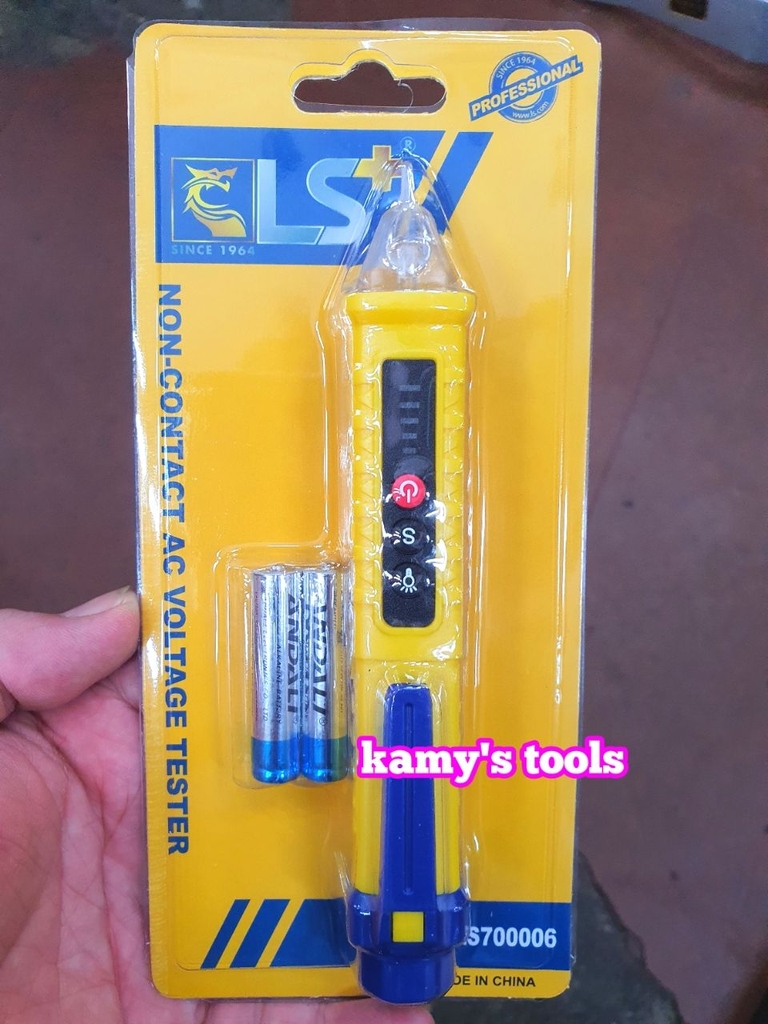 SINCE 1964
PROFESSIONAL
www.ls.com
LS+®
SINCE 1964
NON-CONTACT AC VOLTAGE TESTER
S
kamy's tools
S700006
DE IN CHINA